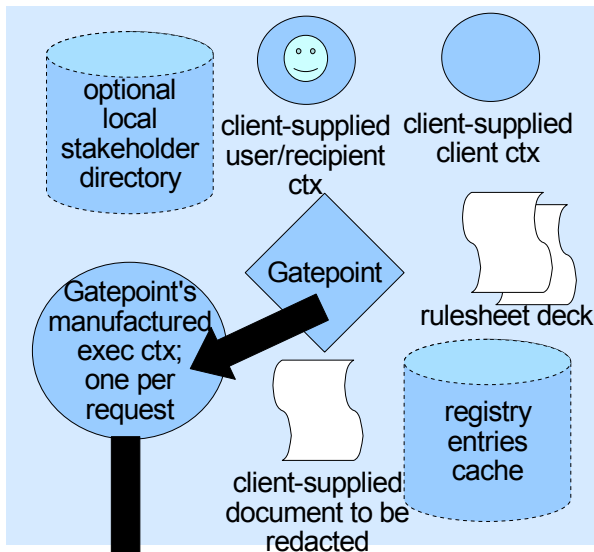 optional
local
stakeholder
directory
client-supplied
user/recipient
ctx
client-supplied
client ctx
Gatepoint
rulesheet deck
Gatepoint's
manufactured
exec ctx;
one per
request
registry
entries
cache
client-supplied
document to be
redacted